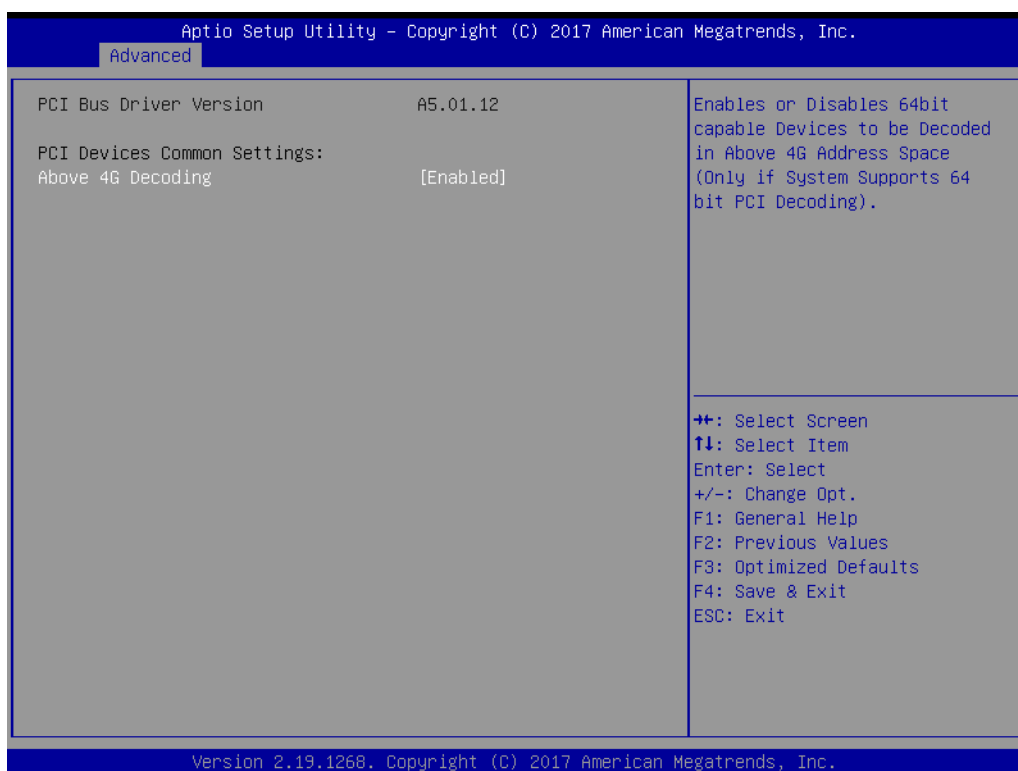 Aptio Setup Utility – Copyright (C) 2017 American Megatrends, Inc.
Advanced
PCI Bus Driver Version A5.01.12
PCI Devices Common Settings:
Above 4G Decoding [Enabled]
Enables or Disables 64bit
capable Devices to be Decoded
in Above 4G Address Space
(Only if System Supports 64
bit PCI Decoding).
→←: Select Screen
↑↓: Select Item
Enter: Select
+/-: Change Opt.
F1: General Help
F2: Previous Values
F3: Optimized Defaults
F4: Save & Exit
ESC: Exit
Version 2.19.1268. Copyright (C) 2017 American Megatrends, Inc.